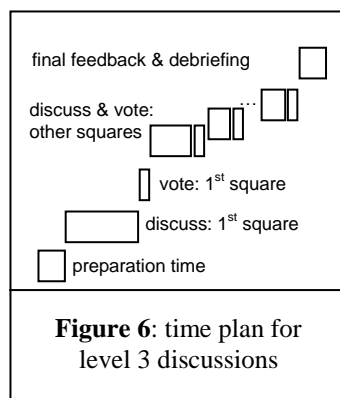 final feedback & debriefing
discuss & vote:
other squares
...
vote: 1st square
discuss: 1st square
preparation time
Figure 6: time plan for
level 3 discussions